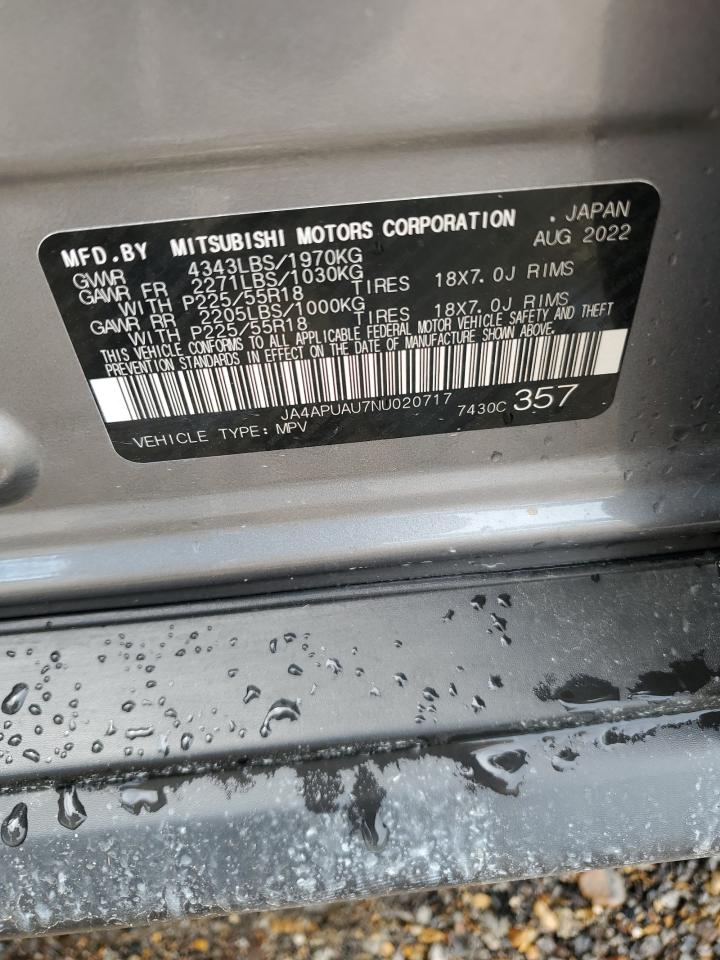 MFD.BY MITSUBISHI MOTORS CORPORATION . JAPAN
GVWR 4343LBS/1970KG AUG 2022
GAWR FR 2271LBS/1030KG
WITH P225/55R18 TIRES 18X7.0J RIMS
GAWR RR 2205LBS/1000KG
WITH P225/55R18 TIRES 18X7.0J RIMS
THIS VEHICLE CONFORMS TO ALL APPLICABLE FEDERAL MOTOR VEHICLE SAFETY AND THEFT
PREVENTION STANDARDS IN EFFECT ON THE DATE OF MANUFACTURE SHOWN ABOVE.
JA4APUAU7NU020717 7430C 357
VEHICLE TYPE: MPV